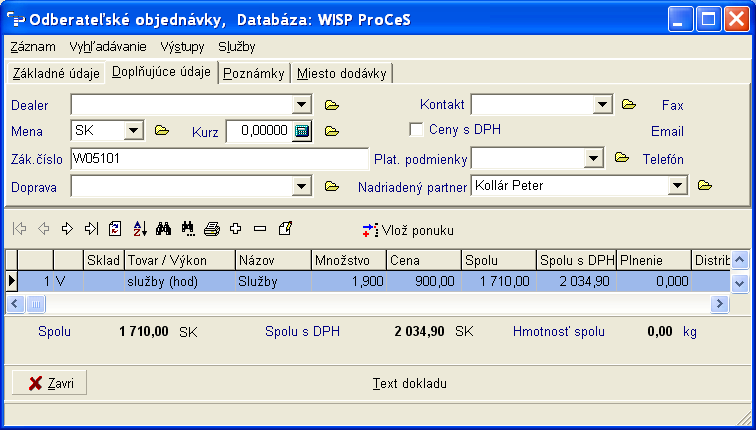 Odberateľské objednávky,  Databáza: WISP ProCeS
Záznam Vyhľadávanie Výstupy Služby
Základné údaje Doplňujúce údaje Poznámky Miesto dodávky
Dealer Kontakt Fax
Mena SK Kurz 0,00000 Ceny s DPH Email
Zák.číslo W05101 Plat. podmienky Telefón
Doprava Nadriadený partner Kollár Peter
Vlož ponuku
Sklad Tovar / Výkon Názov Množstvo Cena Spolu Spolu s DPH Plnenie Distrib
1 V služby (hod) Služby 1,900 900,00 1 710,00 2 034,90 0,000
Spolu 1 710,00 SK Spolu s DPH 2 034,90 SK Hmotnosť spolu 0,00 kg
Zavri Text dokladu